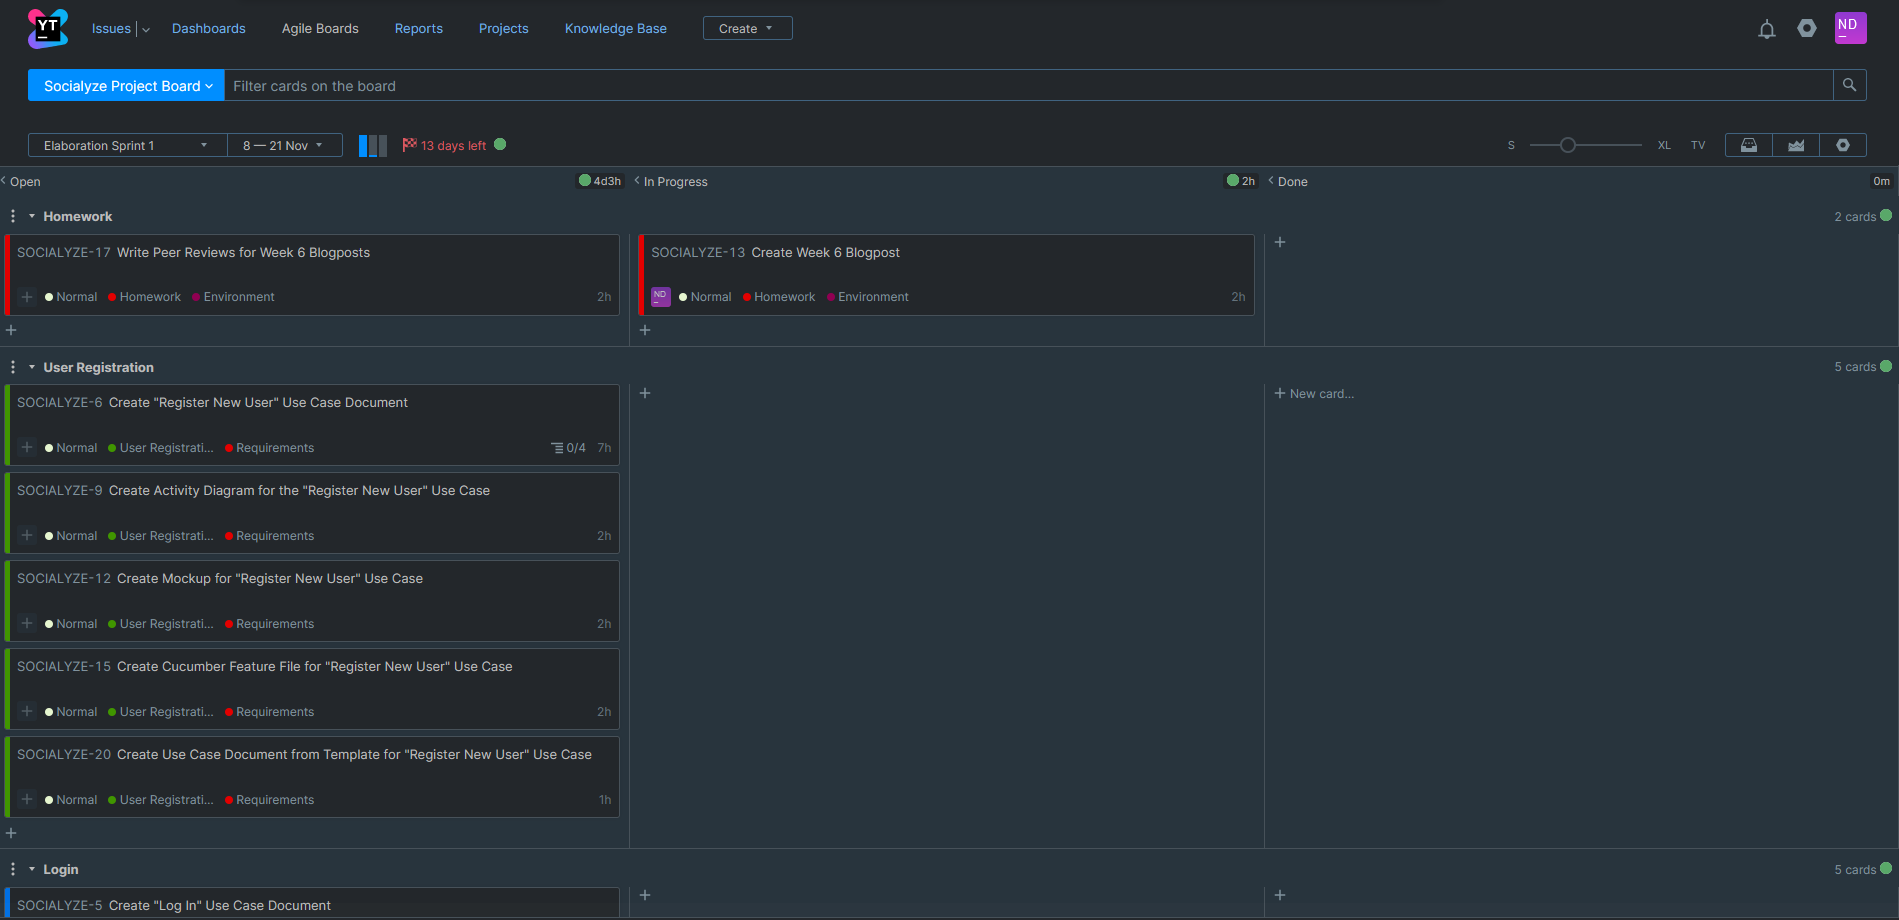 YT
Issues Dashboards Agile Boards Reports Projects Knowledge Base Create ND
Socialyze Project Board Filter cards on the board
Elaboration Sprint 1 8 — 21 Nov 13 days left S XL TV
Open 4d3h In Progress 2h Done 0m
Homework 2 cards
SOCIALYZE-17 Write Peer Reviews for Week 6 Blogposts
Normal Homework Environment 2h
SOCIALYZE-13 Create Week 6 Blogpost
ND Normal Homework Environment 2h
User Registration 5 cards
SOCIALYZE-6 Create "Register New User" Use Case Document
Normal User Registrati... Requirements 0/4 7h
New card...
SOCIALYZE-9 Create Activity Diagram for the "Register New User" Use Case
Normal User Registrati... Requirements 2h
SOCIALYZE-12 Create Mockup for "Register New User" Use Case
Normal User Registrati... Requirements 2h
SOCIALYZE-15 Create Cucumber Feature File for "Register New User" Use Case
Normal User Registrati... Requirements 2h
SOCIALYZE-20 Create Use Case Document from Template for "Register New User" Use Case
Normal User Registrati... Requirements 1h
Login 5 cards
SOCIALYZE-5 Create "Log In" Use Case Document